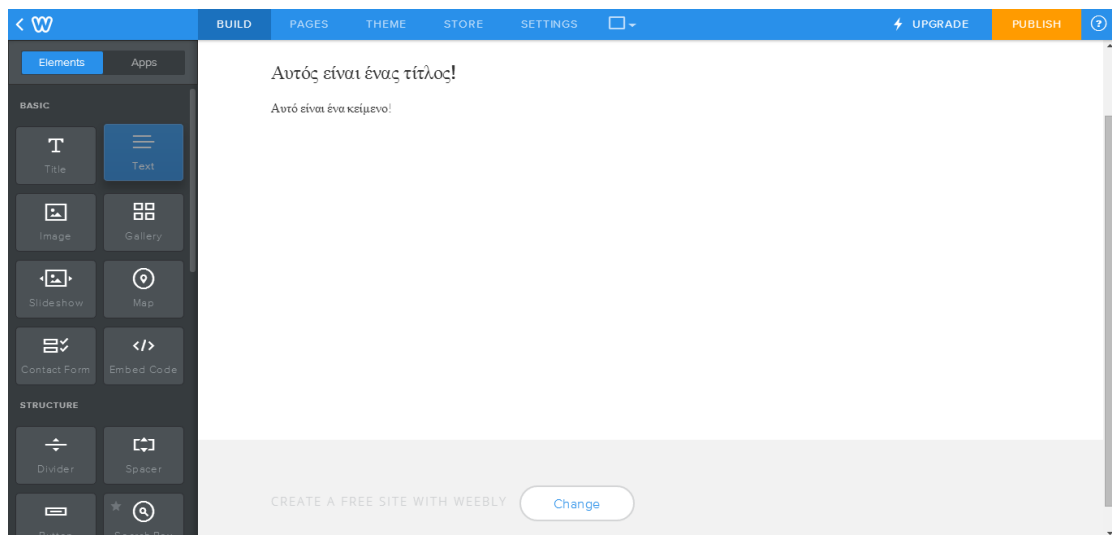 BUILD PAGES THEME STORE SETTINGS UPGRADE PUBLISH ?
Elements Apps
BASIC
Title Text
Image Gallery
Slideshow Map
Contact Form Embed Code
STRUCTURE
Divider Spacer
Αυτός είναι ένας τίτλος!
Αυτό είναι ένα κείμενο!
CREATE A FREE SITE WITH WEEBLY Change